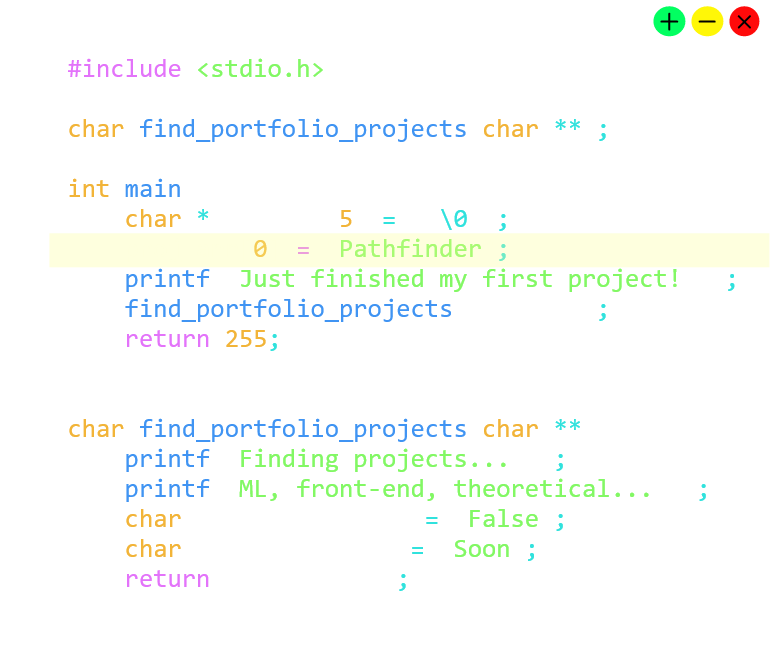 #include <stdio.h>
char find_portfolio_projects char ** ;
int main
char * 5 = \0 ;
0 = Pathfinder ;
printf Just finished my first project! ;
find_portfolio_projects ;
return 255;
char find_portfolio_projects char **
printf Finding projects... ;
printf ML, front-end, theoretical... ;
char = False ;
char = Soon ;
return ;